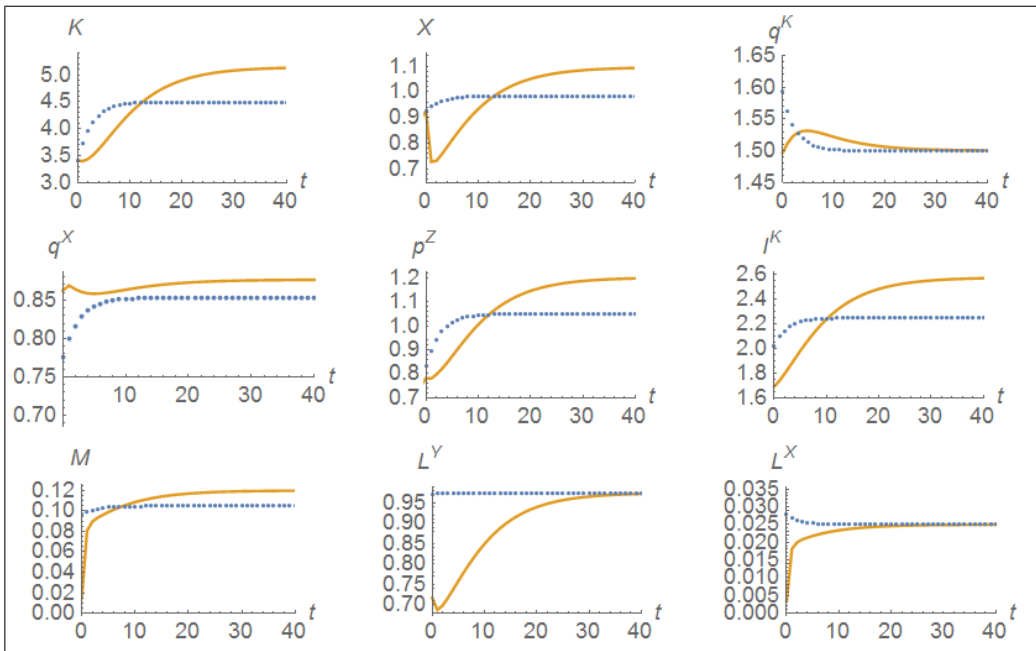 K
5.0
4.5
4.0
3.5
3.0
0 10 20 30 40
t
X
1.1
1.0
0.9
0.8
0.7
0 10 20 30 40
t
q^K
1.65
1.60
1.55
1.50
1.45
0 10 20 30 40
t
q^X
0.85
0.80
0.75
0.70
10 20 30 40
t
p^Z
1.2
1.1
1.0
0.9
0.8
0.7
0 10 20 30 40
t
I^K
2.6
2.4
2.2
2.0
1.8
1.6
0 10 20 30 40
t
M
0.12
0.10
0.08
0.06
0.04
0.02
0.00
0 10 20 30 40
t
L^Y
0.95
0.90
0.85
0.80
0.75
0.70
0 10 20 30 40
t
L^X
0.035
0.030
0.025
0.020
0.015
0.010
0.005
0.000
0 10 20 30 40
t